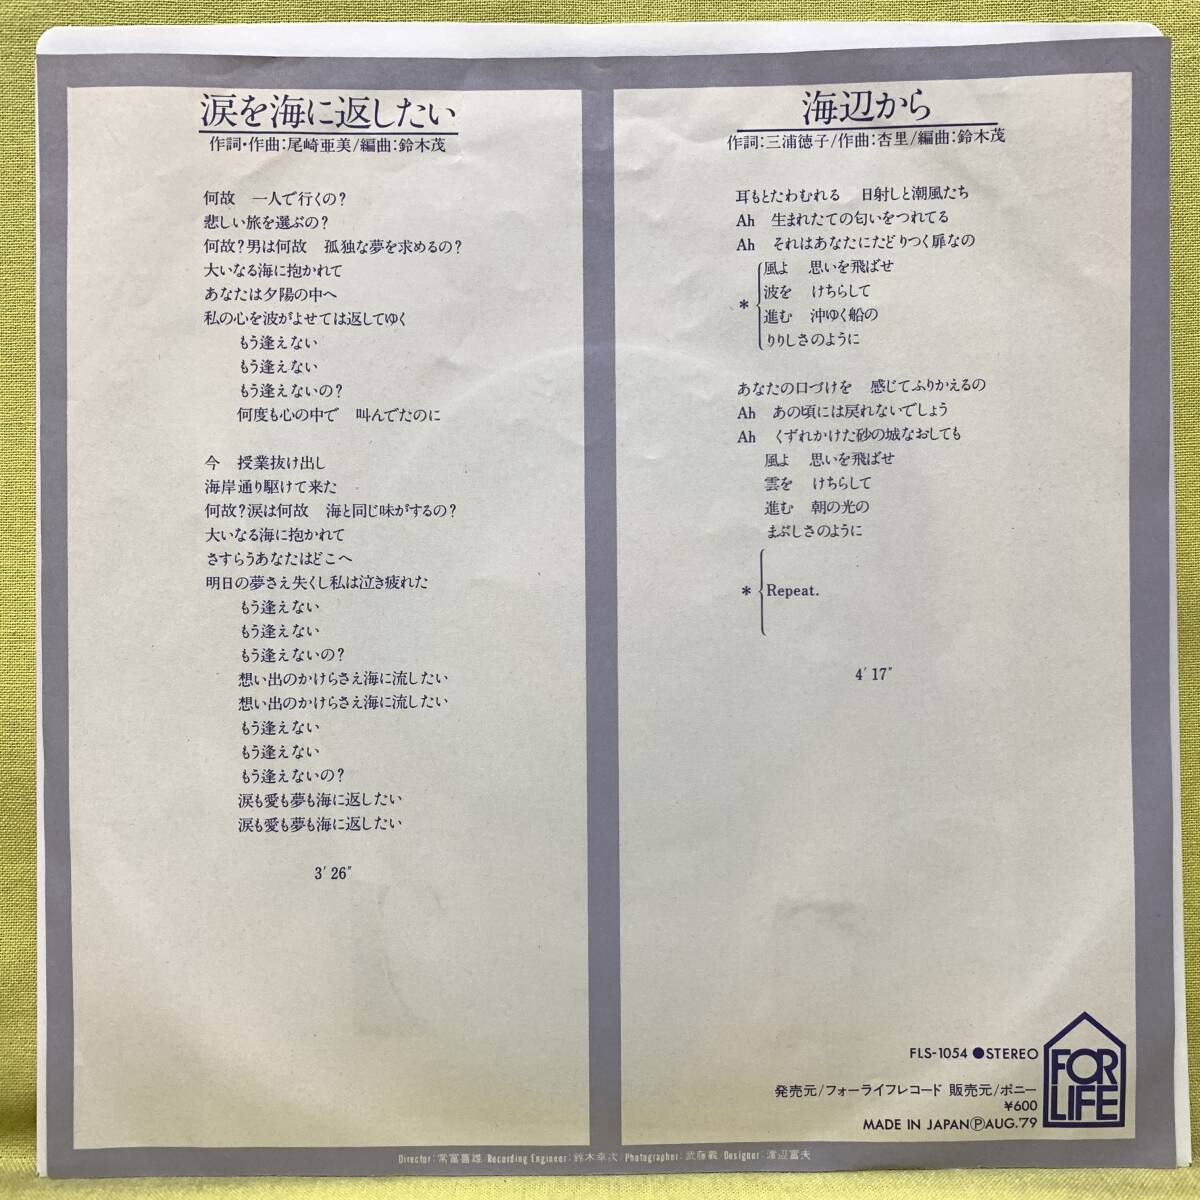 涙を海に返したい
作詞・作曲:尾崎亜美/編曲:鈴木茂
何故　一人で行くの?
悲しい旅を選ぶの?
何故?男は何故　孤独な夢を求めるの?
大いなる海に抱かれて
あなたは夕陽の中へ
私の心を波がよせては返してゆく
もう逢えない
もう逢えない
もう逢えないの?
何度も心の中で　叫んでたのに
今　授業抜け出し
海岸通り駆けて来た
何故?涙は何故　海と同じ味がするの?
大いなる海に抱かれて
さすらうあなたはどこへ
明日の夢さえ失くし私は泣き疲れた
もう逢えない
もう逢えない
もう逢えないの?
想い出のかけらさえ海に流したい
想い出のかけらさえ海に流したい
もう逢えない
もう逢えない
もう逢えないの?
涙も愛も夢も海に返したい
涙も愛も夢も海に返したい
3′26″
海辺から
作詞:三浦徳子/作曲:杏里/編曲:鈴木茂
耳もとたわむれる　日射しと潮風たち
Ah　生まれたての匂いをつれてる
Ah　それはあなたにたどりつく扉なの
風よ　思いを飛ばせ
波を　けちらして
* 進む　沖ゆく船の
りりしさのように
あなたの口づけを　感じてふりかえるの
Ah　あの頃には戻れないでしょう
Ah　くずれかけた砂の城なおしても
風よ　思いを飛ばせ
雲を　けちらして
進む　朝の光の
まぶしさのように
* Repeat.
4′17″
FLS-1054 ●STEREO
発売元/フォーライフレコード 販売元/ポニー
¥600
MADE IN JAPAN Ⓟ AUG.'79
FOR
LIFE
Director:常富喜雄/Recording Engineer:鈴木幸次/Photographer:武藤義 Designer:渡辺富夫